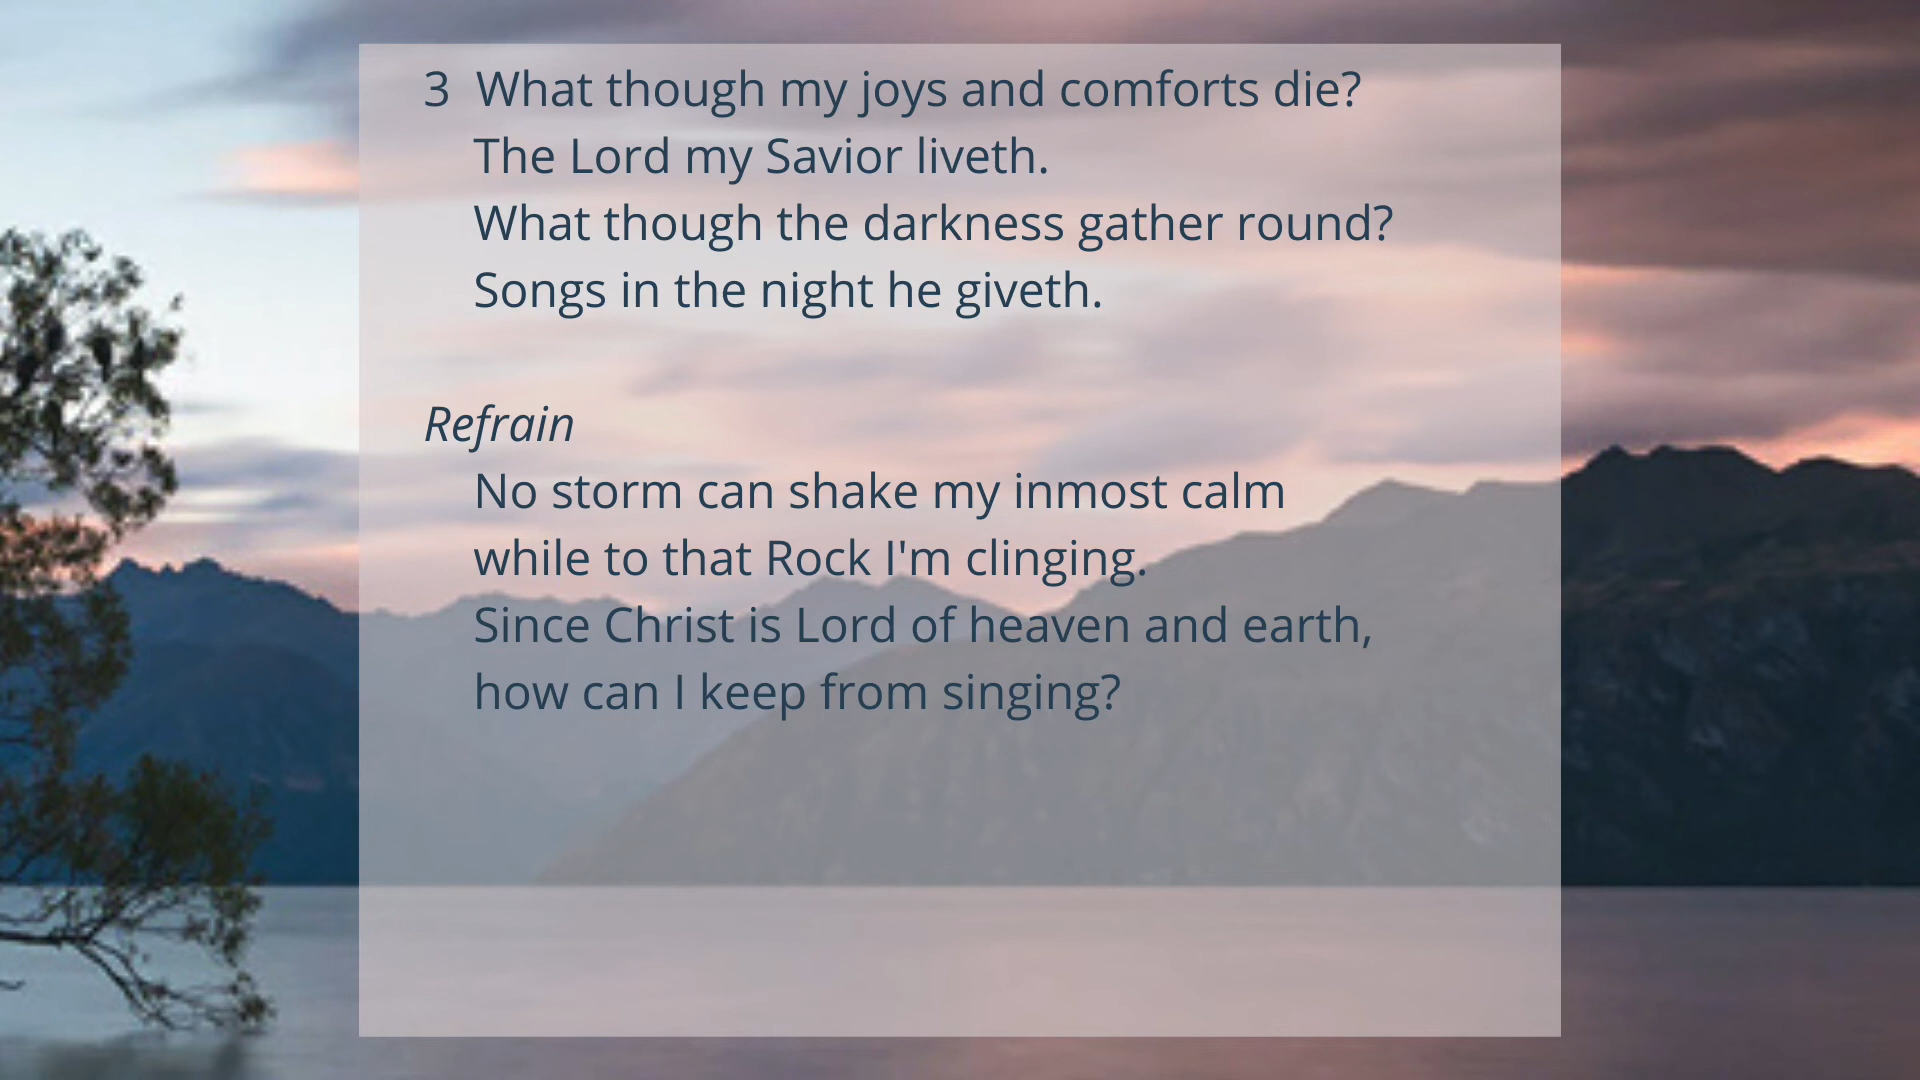 3 What though my joys and comforts die?
The Lord my Savior liveth.
What though the darkness gather round?
Songs in the night he giveth.
Refrain
No storm can shake my inmost calm
while to that Rock I'm clinging.
Since Christ is Lord of heaven and earth,
how can I keep from singing?